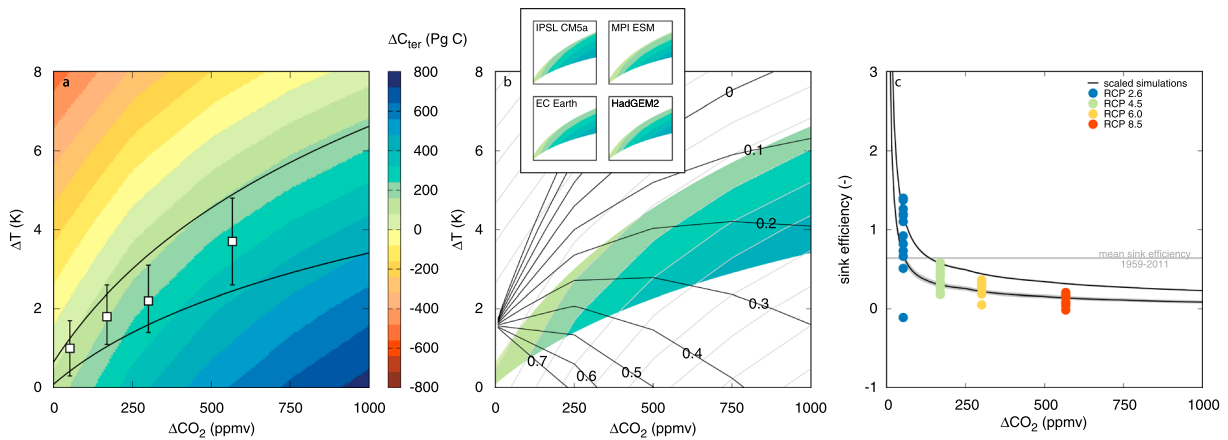 ΔC_ter (Pg C)
a
8
6
4
2
0
ΔT (K)
0 250 500 750 1000
ΔCO₂ (ppmv)
800
600
400
200
0
-200
-400
-600
-800
b
IPSL CM5a
MPI ESM
EC Earth
HadGEM2
8
6
4
2
0
ΔT (K)
0
0.1
0.2
0.3
0.4
0.5
0.6
0.7
0 250 500 750 1000
ΔCO₂ (ppmv)
c
scaled simulations
RCP 2.6
RCP 4.5
RCP 6.0
RCP 8.5
3
2
1
0
-1
sink efficiency (-)
mean sink efficiency
1959-2011
0 250 500 750 1000
ΔCO₂ (ppmv)